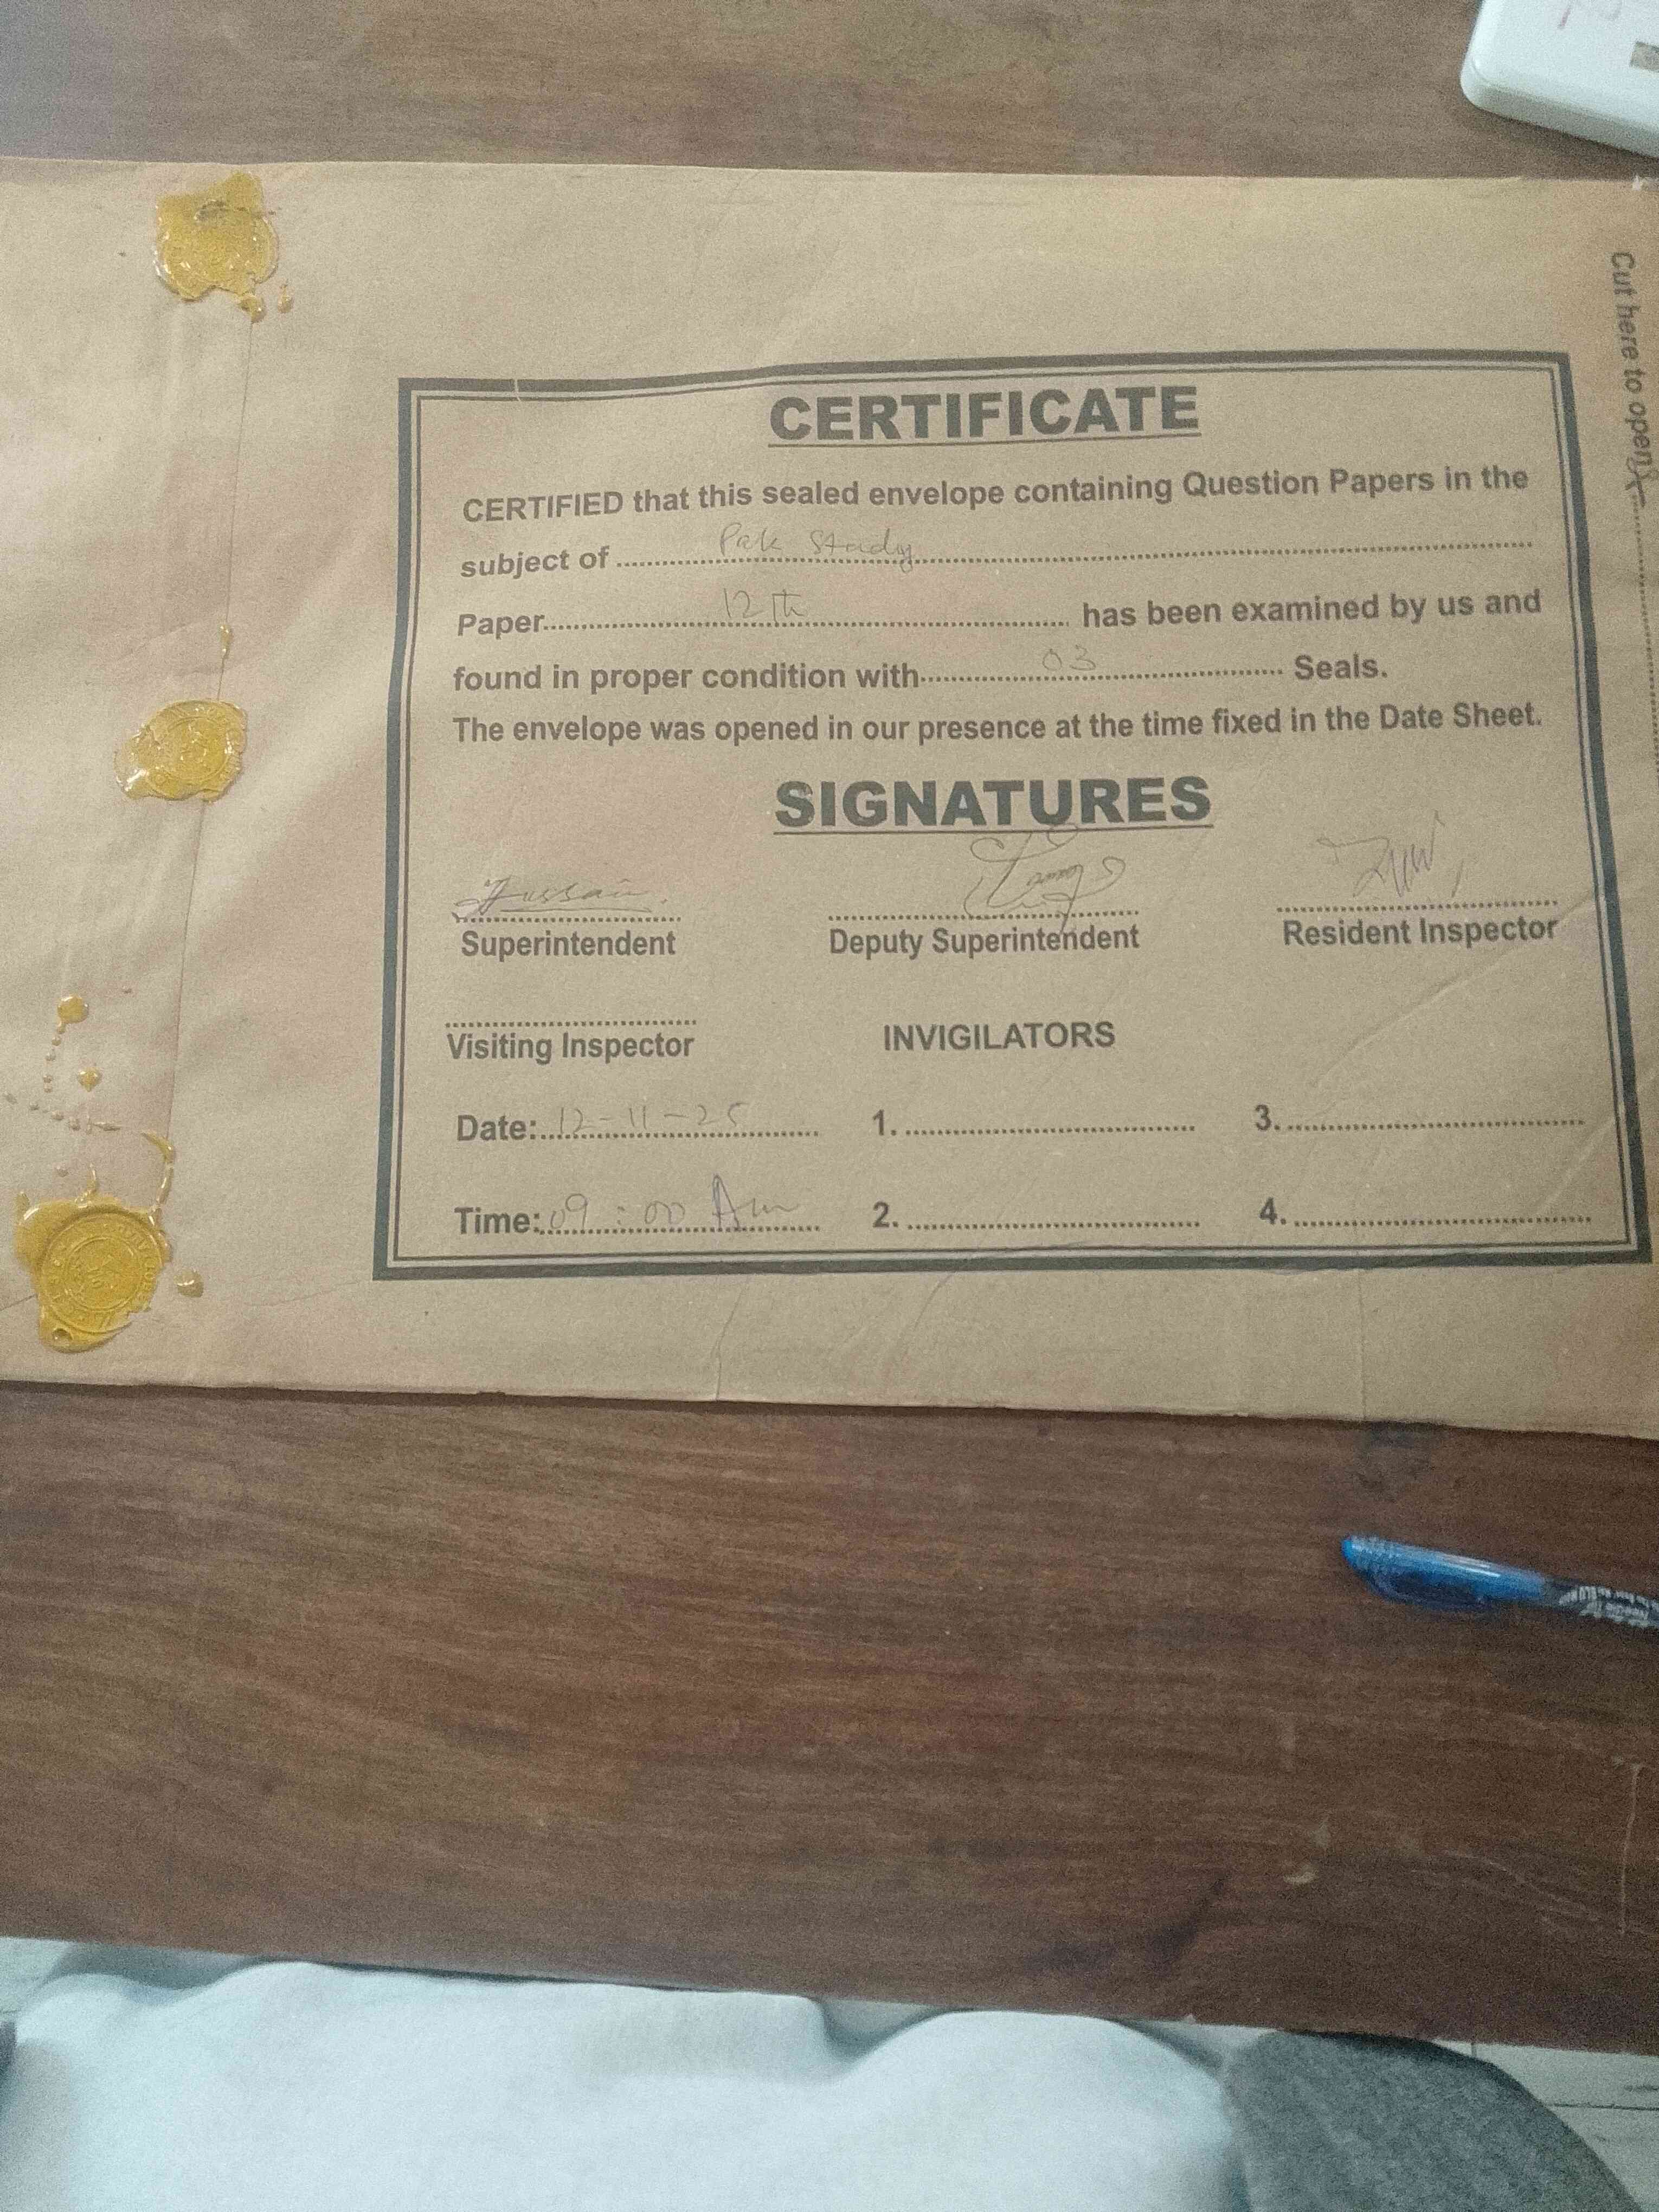 Cut here to open
CERTIFICATE
CERTIFIED that this sealed envelope containing Question Papers in the
subject of Pak Study
Paper 12th has been examined by us and
found in proper condition with 03 Seals.
The envelope was opened in our presence at the time fixed in the Date Sheet.
SIGNATURES
Hussain
Superintendent Deputy Superintendent Resident Inspector
Visiting Inspector INVIGILATORS
Date: 12-11-25 1. 3.
Time: 09:00 Am 2. 4.